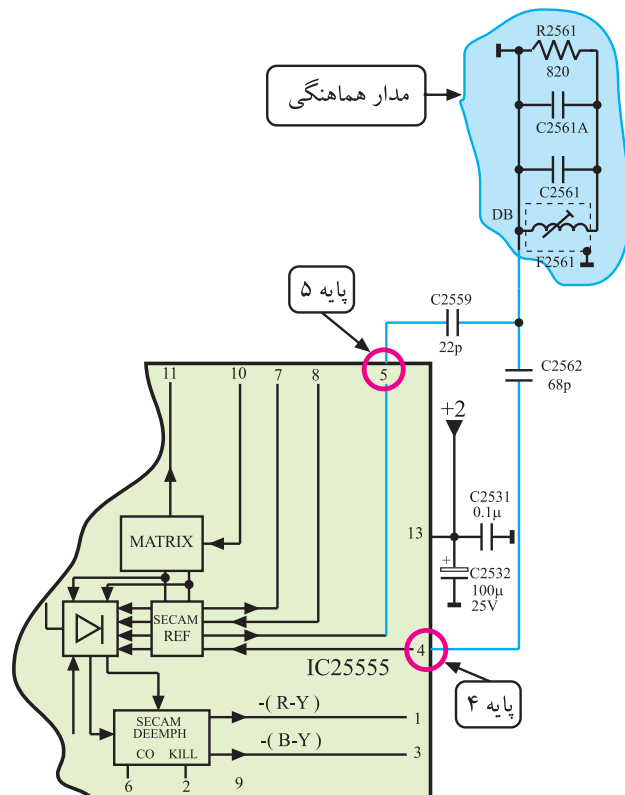 R2561
820
مدار هماهنگی
C2561A
C2561
DB
F2561
پایه ۵
C2559
22p
C2562
68p
11
10
7
8
5
+2
13
C2531
0.1µ
+
C2532
100µ
25V
MATRIX
SECAM
REF
IC25555
4
پایه ۴
-( R-Y )
1
SECAM
DEEMPH
CO KILL
-( B-Y )
3
6
2
9